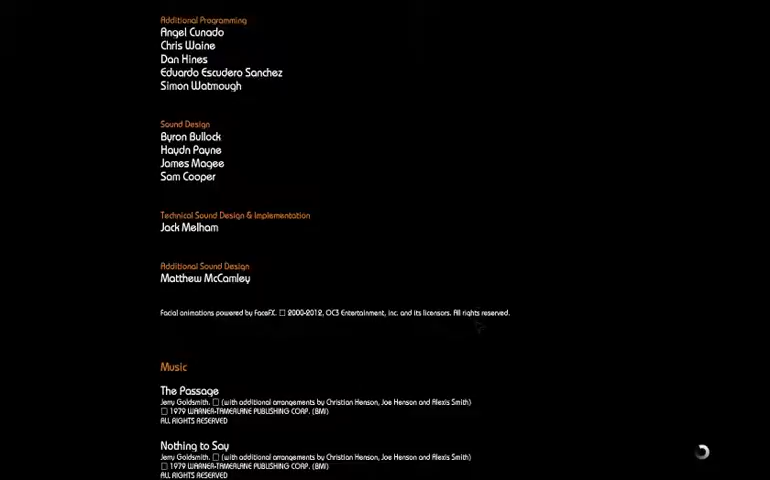 Additional Programming
Angel Cunado
Chris Waine
Dan Hines
Eduardo Escudero Sanchez
Simon Watmough
Sound Design
Byron Bullock
Haydn Payne
James Magee
Sam Cooper
Technical Sound Design & Implementation
Jack Melham
Additional Sound Design
Matthew McCamley
Facial animations powered by FaceFX. □ 2000-2012, OC3 Entertainment, Inc. and its licensors. All rights reserved.
Music
The Passage
Jerry Goldsmith. □ (with additional arrangements by Christian Henson, Joe Henson and Alexis Smith)
□ 1979 WARNER-TAMERLANE PUBLISHING CORP. (BMI)
ALL RIGHTS RESERVED
Nothing to Say
Jerry Goldsmith. □ (with additional arrangements by Christian Henson, Joe Henson and Alexis Smith)
□ 1979 WARNER-TAMERLANE PUBLISHING CORP. (BMI)
ALL RIGHTS RESERVED